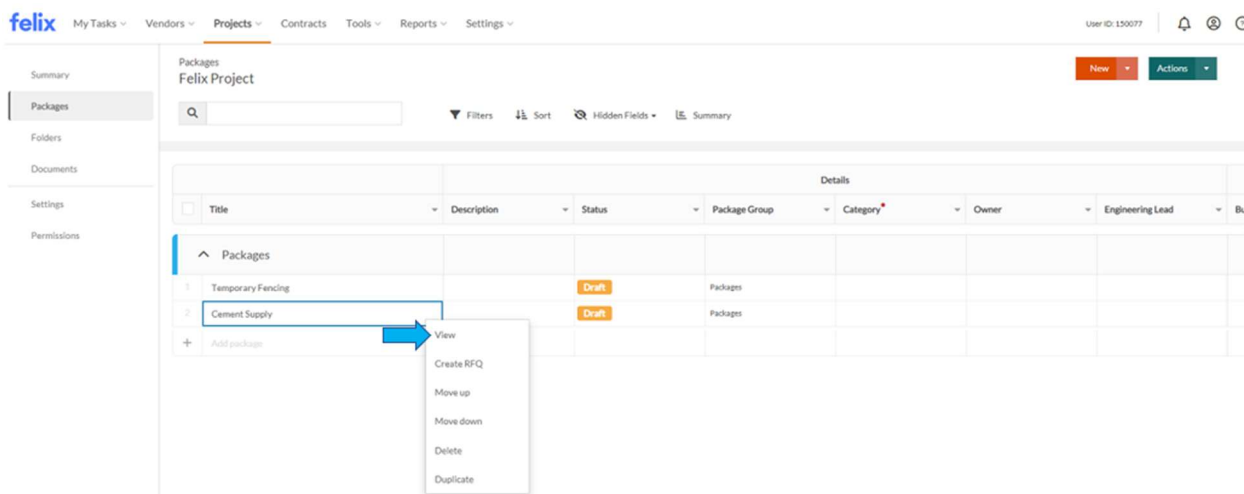 felix My Tasks Vendors Projects Contracts Tools Reports Settings User ID: 150077
Summary
Packages
Folders
Documents
Settings
Permissions
Packages
Felix Project
New Actions
Filters Sort Hidden Fields Summary
Details
Title Description Status Package Group Category* Owner Engineering Lead Bu
Packages
1 Temporary Fencing Draft Packages
2 Cement Supply Draft Packages
+ Add package
View
Create RFQ
Move up
Move down
Delete
Duplicate